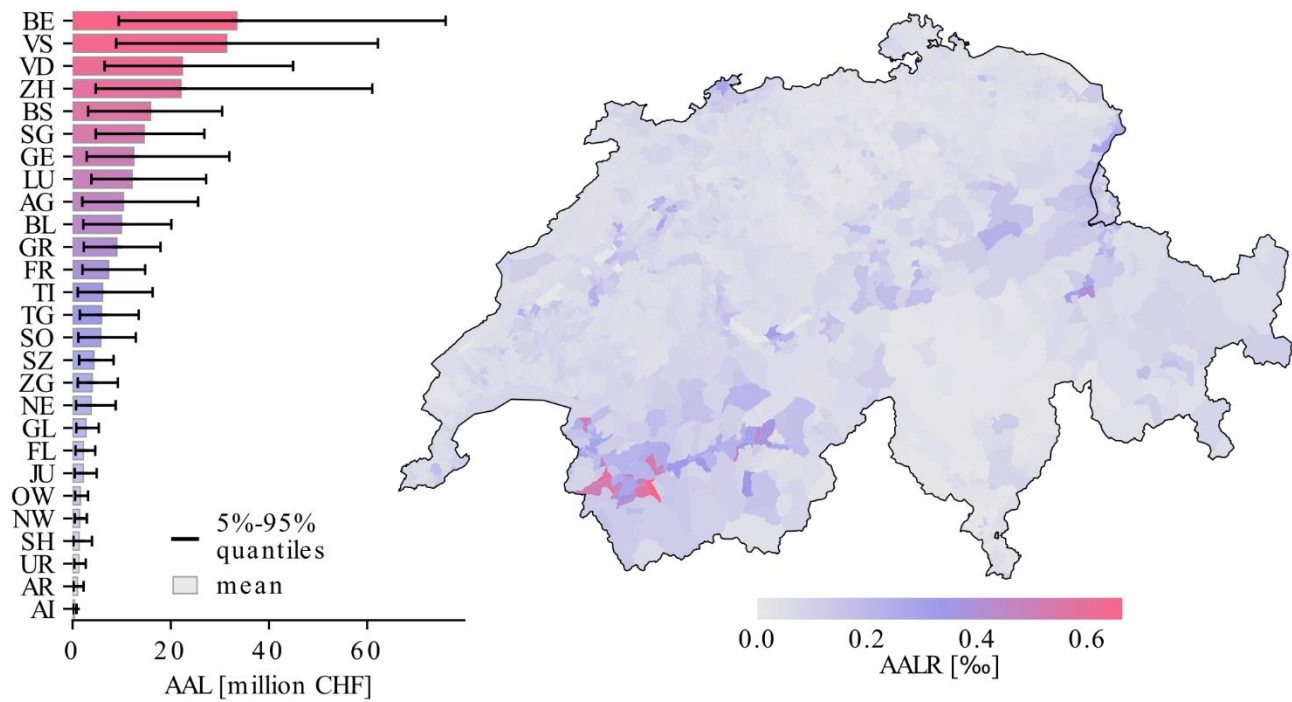 BE
VS
VD
ZH
BS
SG
GE
LU
AG
BL
GR
FR
TI
TG
SO
SZ
ZG
NE
GL
FL
JU
OW
NW
SH
UR
AR
AI
5%-95%
quantiles
mean
0 20 40 60
AAL [million CHF]
0.0 0.2 0.4 0.6
AALR [‰]